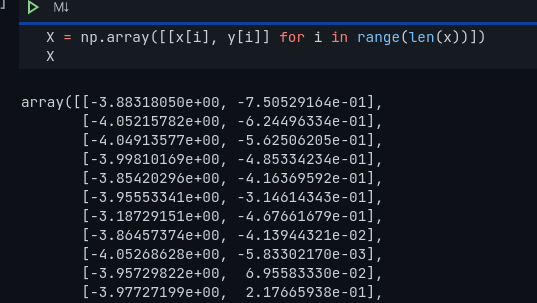 M↓
X = np.array([[x[i], y[i]] for i in range(len(x))])
X
array([[-3.88318050e+00, -7.50529164e-01],
[-4.05215782e+00, -6.24496334e-01],
[-4.04913577e+00, -5.62506205e-01],
[-3.99810169e+00, -4.85334234e-01],
[-3.85420296e+00, -4.16369592e-01],
[-3.95553341e+00, -3.14614343e-01],
[-3.18729151e+00, -4.67661679e-01],
[-3.86457374e+00, -4.13944321e-02],
[-4.05268628e+00, -5.83302170e-03],
[-3.95729822e+00, 6.95583330e-02],
[-3.97727199e+00, 2.17665938e-01],